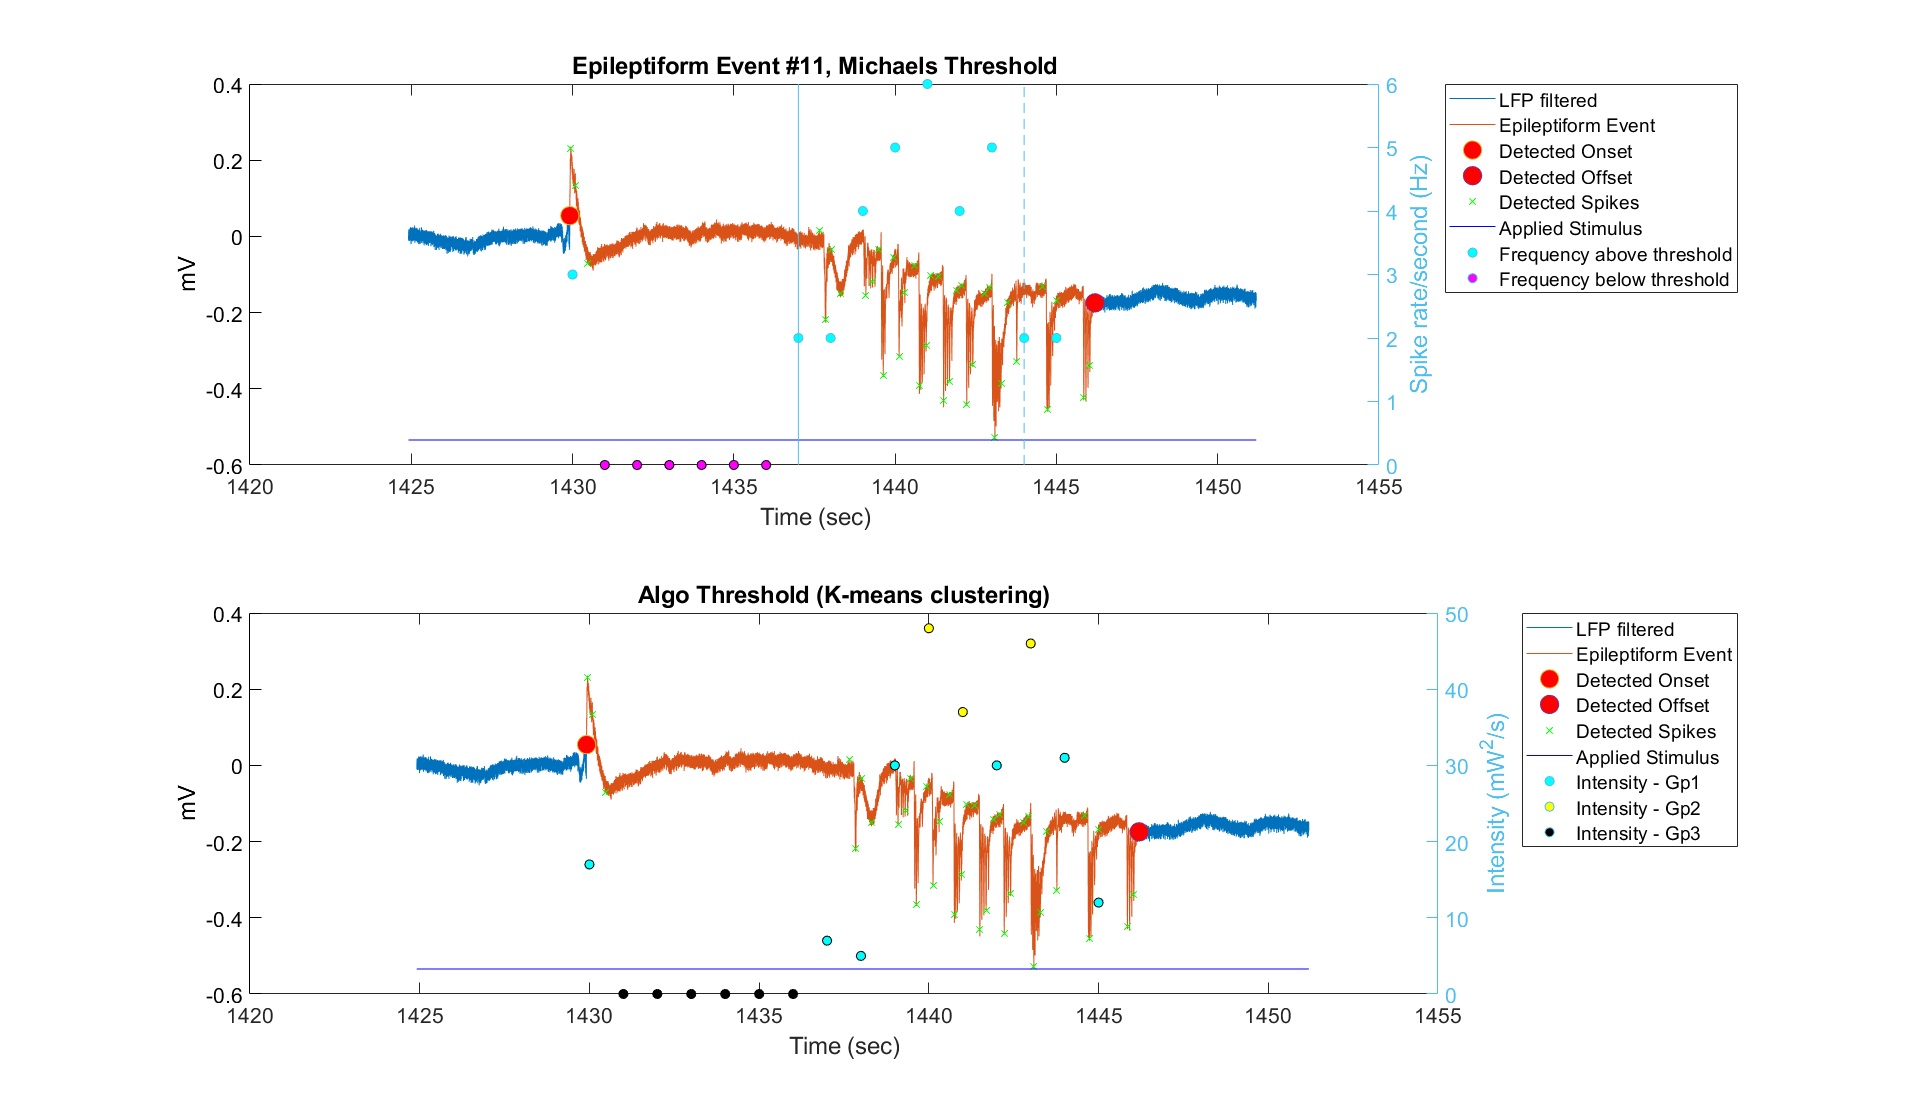 Epileptiform Event #11, Michaels Threshold
0.4
0.2
0
-0.2
-0.4
-0.6
mV
1420
1425
1430
1435
1440
1445
1450
1455
Time (sec)
6
5
4
3
2
1
0
Spike rate/second (Hz)
LFP filtered
Epileptiform Event
Detected Onset
Detected Offset
Detected Spikes
Applied Stimulus
Frequency above threshold
Frequency below threshold
Algo Threshold (K-means clustering)
0.4
0.2
0
-0.2
-0.4
-0.6
mV
1420
1425
1430
1435
1440
1445
1450
1455
Time (sec)
50
40
30
20
10
0
Intensity (mW²/s)
LFP filtered
Epileptiform Event
Detected Onset
Detected Offset
Detected Spikes
Applied Stimulus
Intensity - Gp1
Intensity - Gp2
Intensity - Gp3